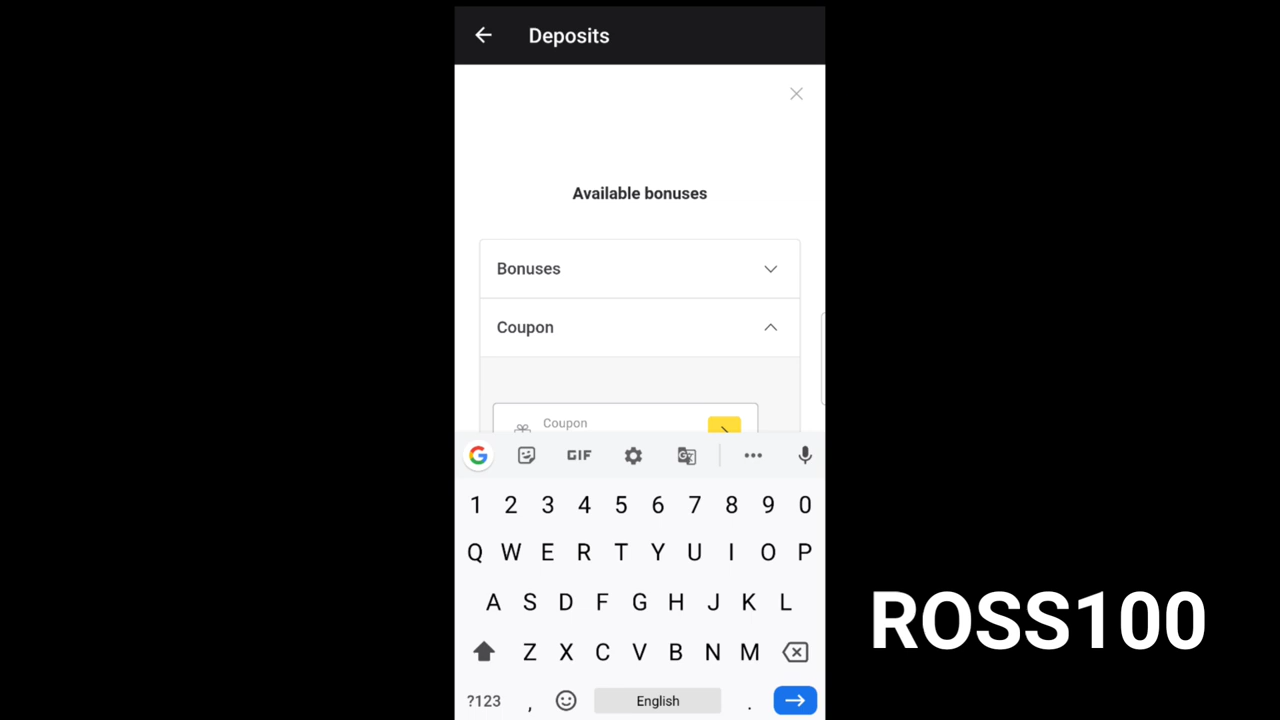 Deposits
Available bonuses
Bonuses
Coupon
Coupon
G GIF G
1 2 3 4 5 6 7 8 9 0
Q W E R T Y U I O P
A S D F G H J K L
Z X C V B N M
?123 , English .
ROSS100